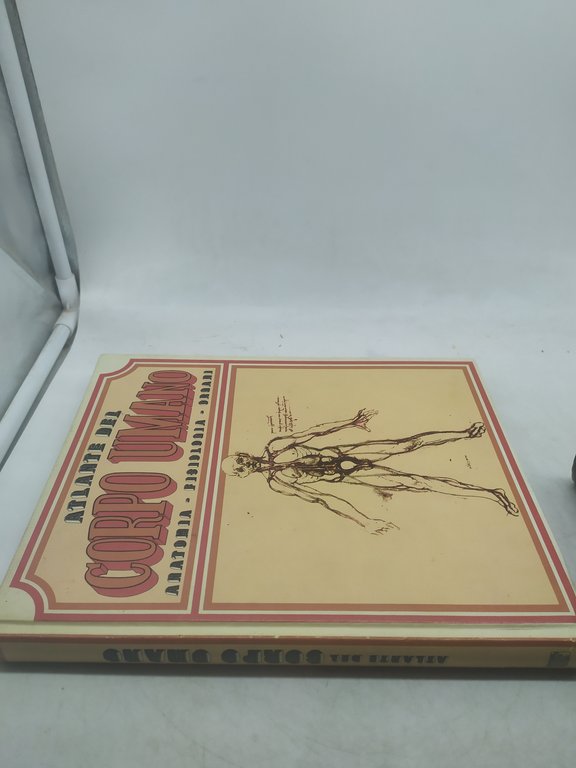 ATLANTE DEL
CORPO UMANO
ANATOMIA - FISIOLOGIA - ORGANI
ATLANTE DEL CORPO UMANO